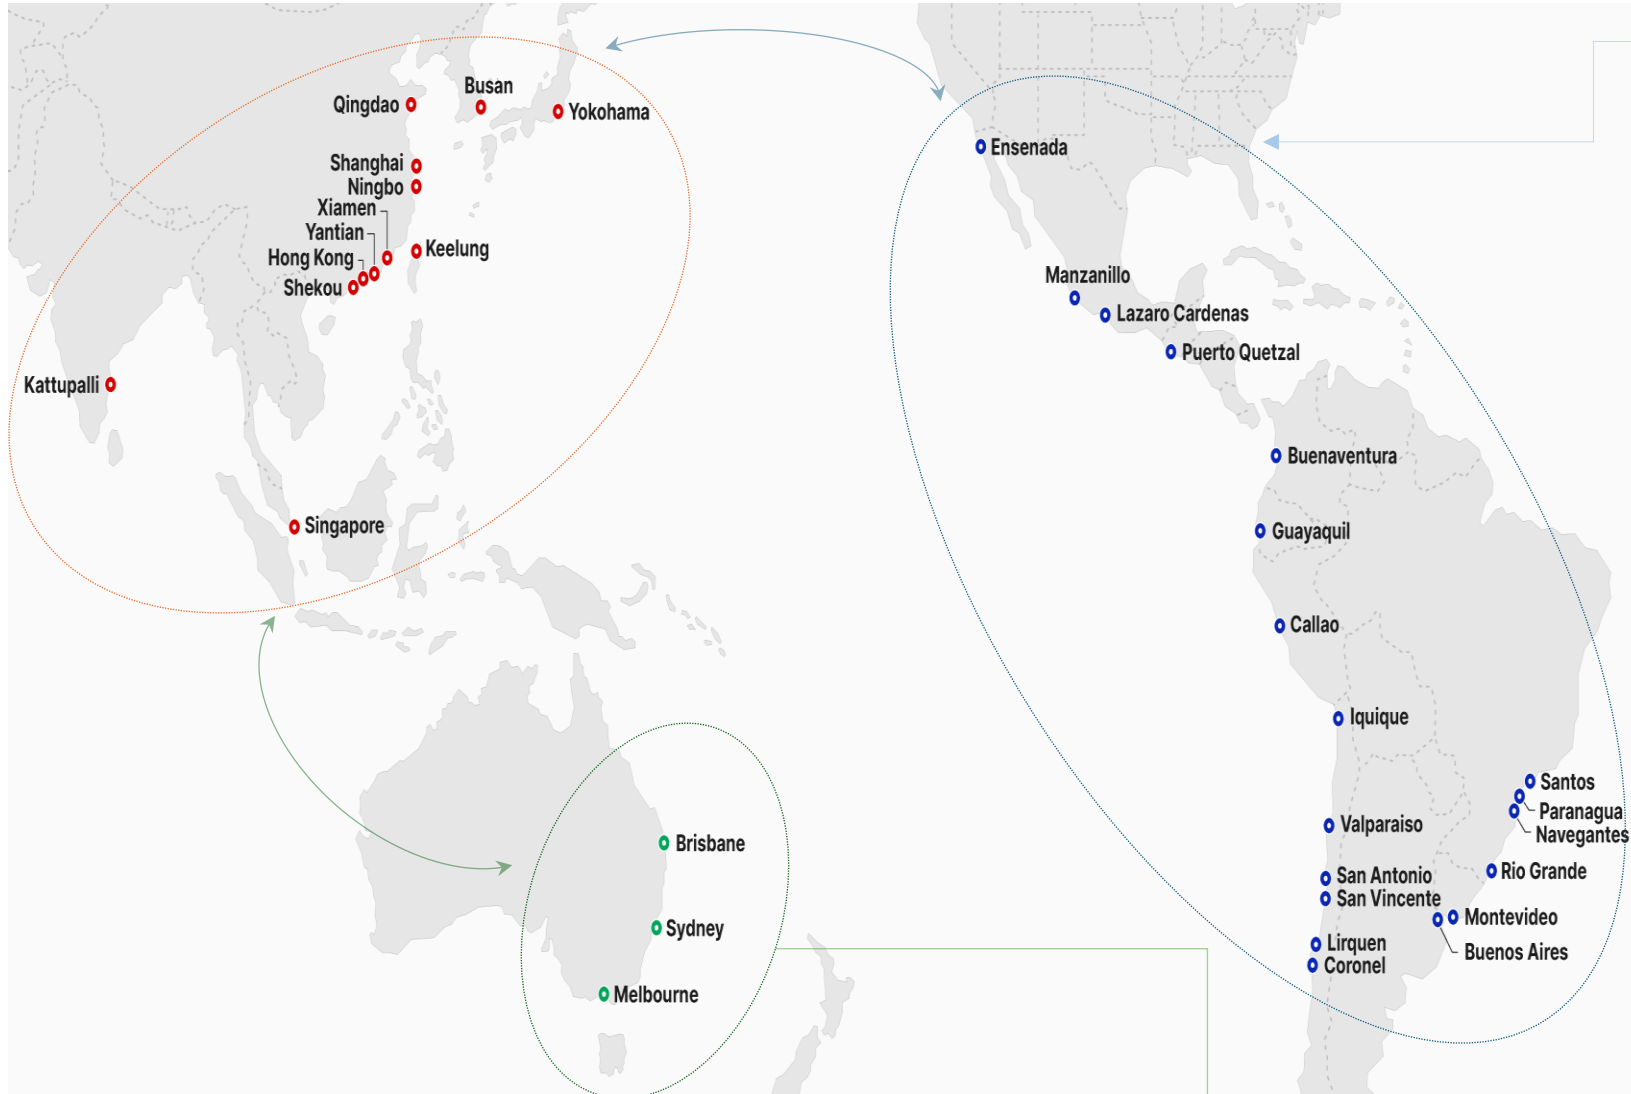 Busan
Qingdao
Yokohama
Shanghai
Ningbo
Xiamen
Yantian
Keelung
Hong Kong
Shekou
Kattupalli
Singapore
Brisbane
Sydney
Melbourne
Ensenada
Manzanillo
Lazaro Cardenas
Puerto Quetzal
Buenaventura
Guayaquil
Callao
Iquique
Santos
Paranagua
Valparaiso
Navegantes
Rio Grande
San Antonio
San Vincente
Montevideo
Lirquen
Buenos Aires
Coronel